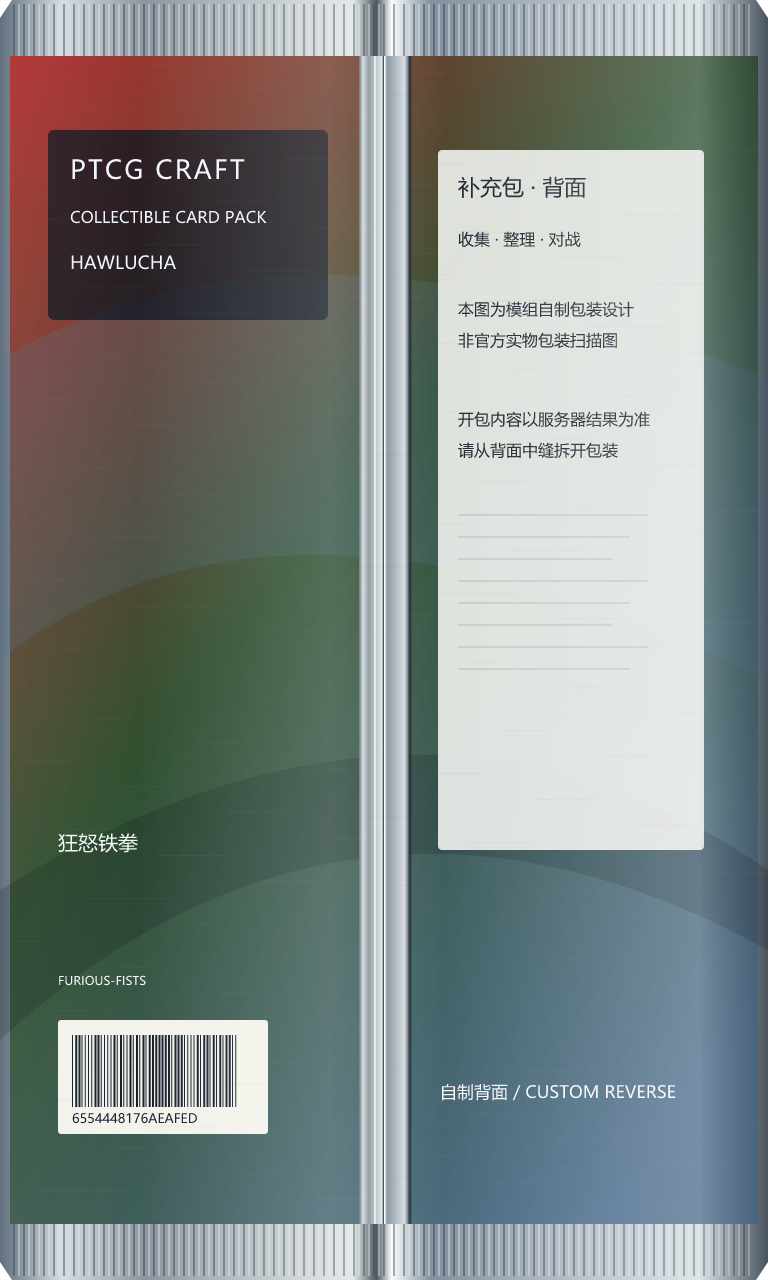 PTCG CRAFT
COLLECTIBLE CARD PACK
HAWLUCHA
狂怒铁拳
FURIOUS-FISTS
6554448176AEAFED
补充包 · 背面
收集 · 整理 · 对战
本图为模组自制包装设计
非官方实物包装扫描图
开包内容以服务器结果为准
请从背面中缝拆开包装
自制背面 / CUSTOM REVERSE